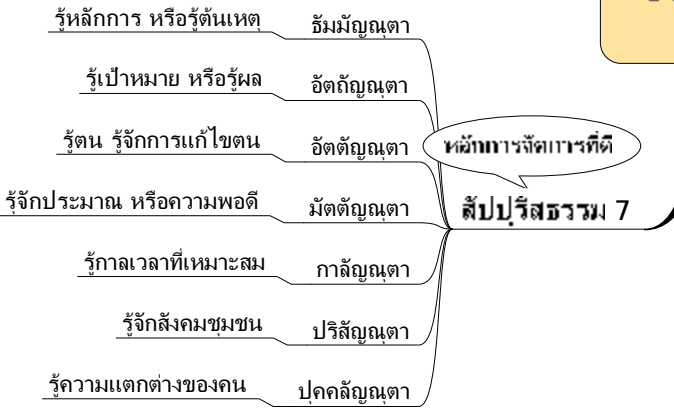 รู้หลักการ หรือรู้ต้นเหตุ ธัมมัญณุตา
รู้เป้าหมาย หรือรู้ผล อัตถัญณุตา
รู้ตน รู้จักการแก้ไขตน อัตตัญณุตา
หลักการจัดการที่ดี
รุ้จักประมาณ หรือความพอดี มัตตัญณุตา
สัปปุริสธรรม 7
รู้กาลเวลาที่เหมาะสม กาลัญณุตา
รู้จักสังคมชุมชน ปริสัญณุตา
รู้ความแตกต่างของคน ปุคคลัญณุตา